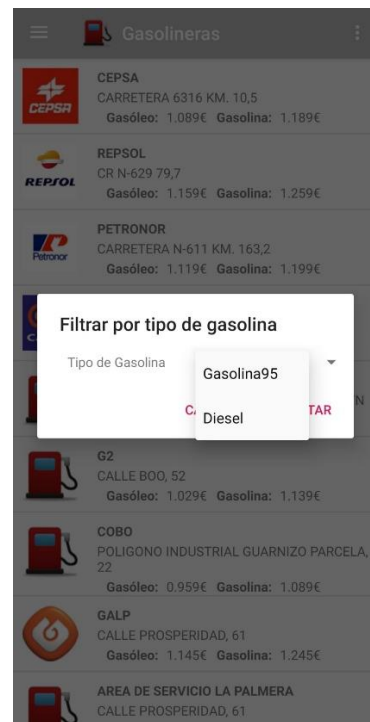 Gasolineras
CEPSA
CEPSA
CARRETERA 6316 KM. 10,5
Gasóleo: 1.089€ Gasolina: 1.189€
REPSOL
REPSOL
CR N-629 79,7
Gasóleo: 1.159€ Gasolina: 1.259€
PETRONOR
Petronor
CARRETERA N-611 KM. 163,2
Gasóleo: 1.119€ Gasolina: 1.199€
Filtrar por tipo de gasolina
Tipo de Gasolina
Gasolina95
Diesel
G2
CALLE BOO, 52
Gasóleo: 1.029€ Gasolina: 1.139€
COBO
POLIGONO INDUSTRIAL GUARNIZO PARCELA,
22
Gasóleo: 0.959€ Gasolina: 1.089€
GALP
CALLE PROSPERIDAD, 61
Gasóleo: 1.145€ Gasolina: 1.245€
AREA DE SERVICIO LA PALMERA
CALLE PROSPERIDAD, 61